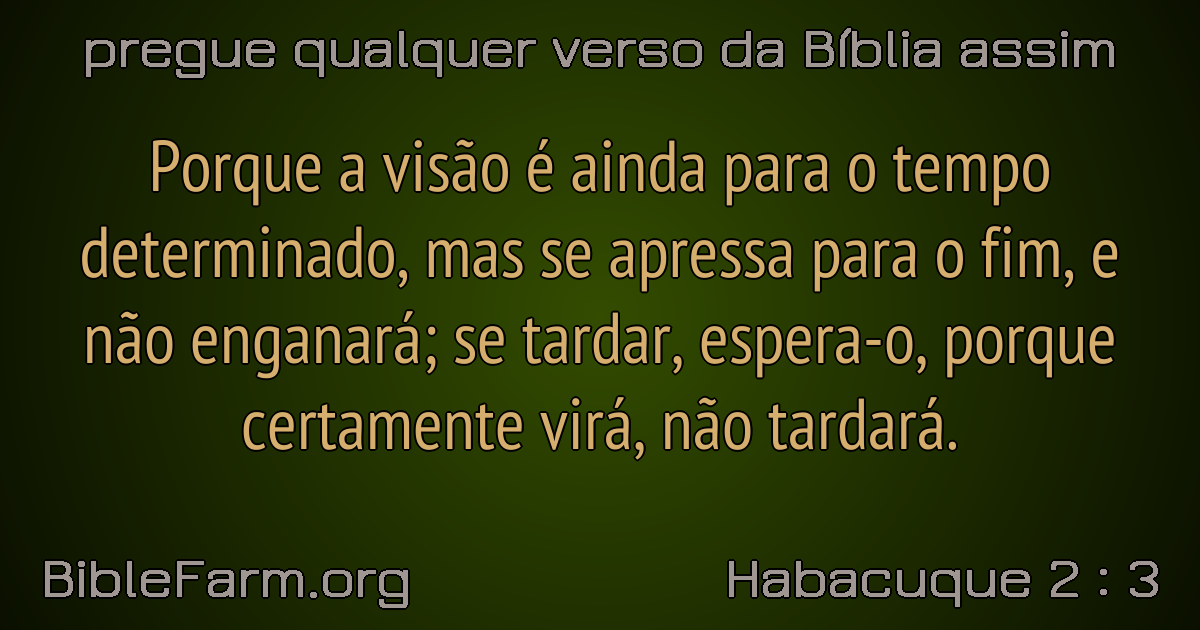 pregue qualquer verso da Bíblia assim
Porque a visão é ainda para o tempo
determinado, mas se apressa para o fim, e
não enganará; se tardar, espera-o, porque
certamente virá, não tardará.
BibleFarm.org
Habacuque 2 : 3